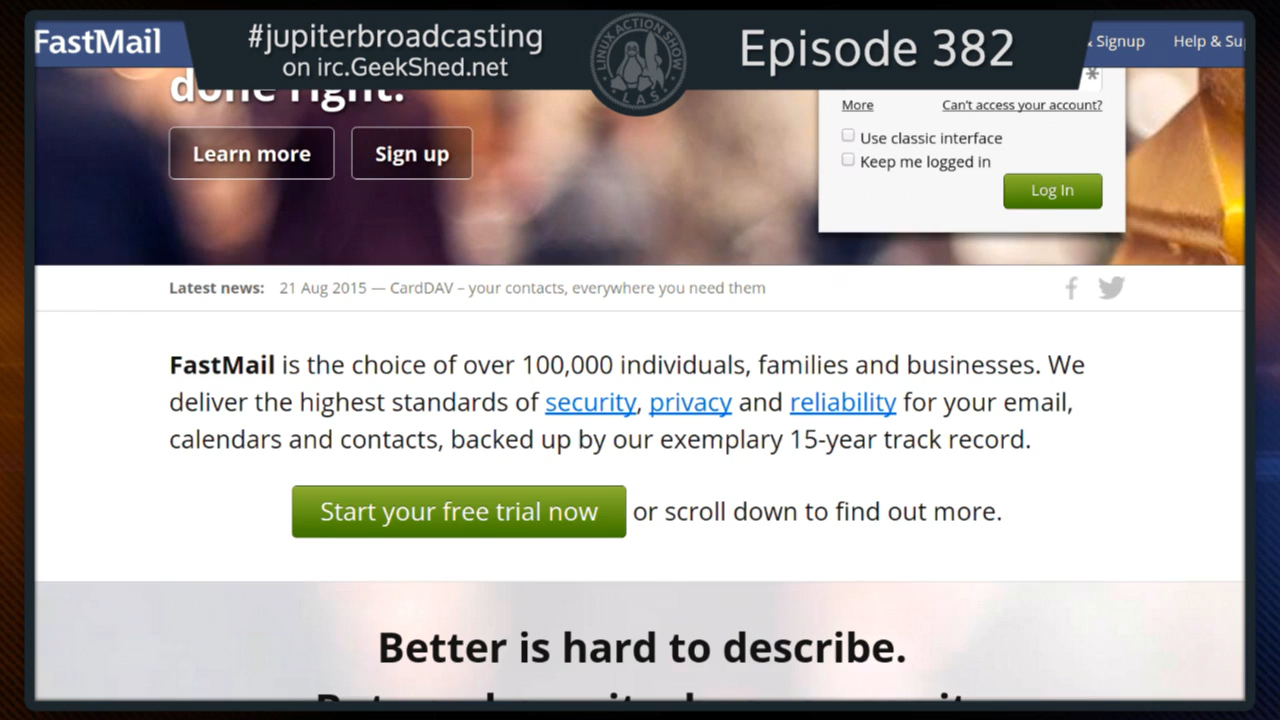 FastMail
#jupiterbroadcasting
on irc.GeekShed.net
LINUX ACTION SHOW
L.A.S.
Episode 382
Signup
Help & Su
done right.
Learn more
Sign up
More
Can't access your account?
Use classic interface
Keep me logged in
Log In
Latest news: 21 Aug 2015 — CardDAV – your contacts, everywhere you need them
FastMail is the choice of over 100,000 individuals, families and businesses. We
deliver the highest standards of security, privacy and reliability for your email,
calendars and contacts, backed up by our exemplary 15-year track record.
Start your free trial now or scroll down to find out more.
Better is hard to describe.